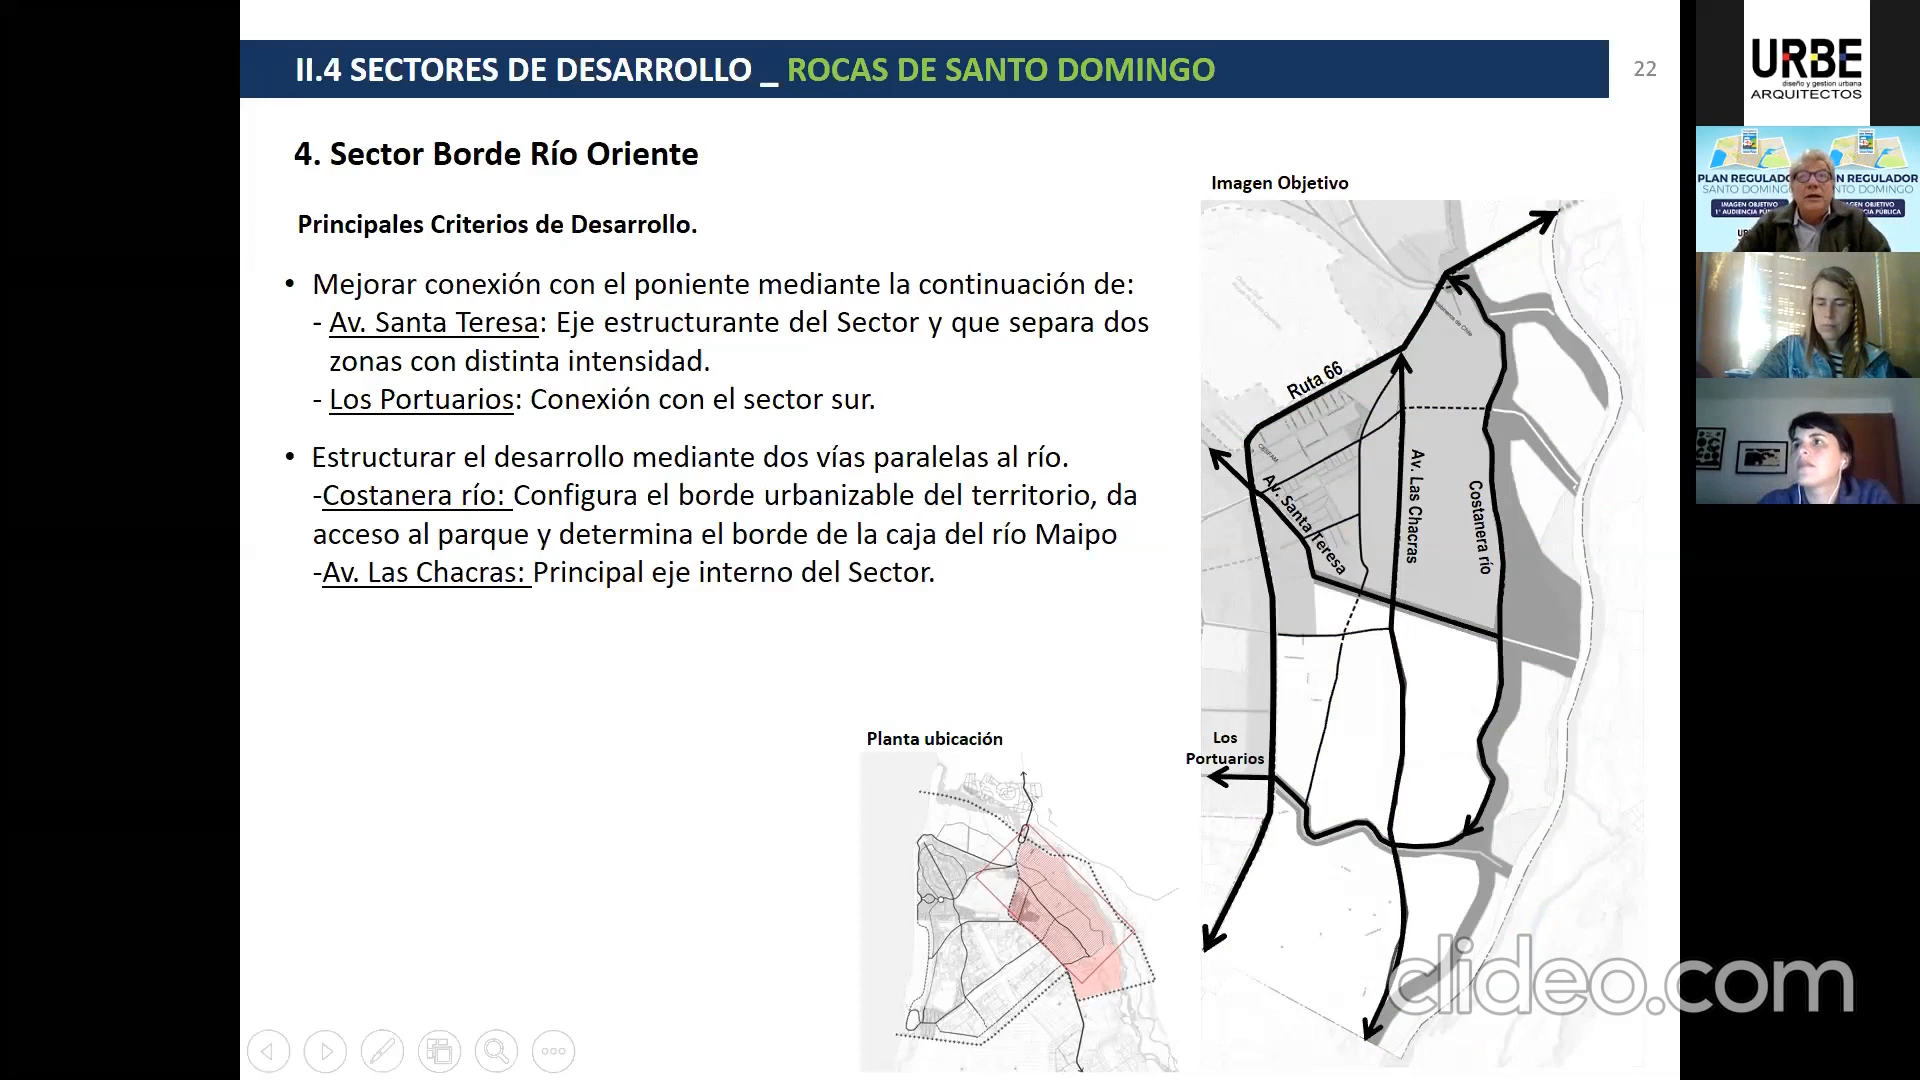 II.4 SECTORES DE DESARROLLO _ ROCAS DE SANTO DOMINGO
22
4. Sector Borde Río Oriente
Principales Criterios de Desarrollo.
• Mejorar conexión con el poniente mediante la continuación de:
- Av. Santa Teresa: Eje estructurante del Sector y que separa dos
zonas con distinta intensidad.
- Los Portuarios: Conexión con el sector sur.
• Estructurar el desarrollo mediante dos vías paralelas al río.
-Costanera río: Configura el borde urbanizable del territorio, da
acceso al parque y determina el borde de la caja del río Maipo
-Av. Las Chacras: Principal eje interno del Sector.
Planta ubicación
Imagen Objetivo
Ruta 66
CESFAM
Av. Santa Teresa
Av. Las Chacras
Costanera río
Los
Portuarios
clideo.com
URBE
diseño y gestion urbana
ARQUITECTOS
PLAN REGULADOR
SANTO DOMINGO
IMAGEN OBJETIVO
1ª AUDIENCIA